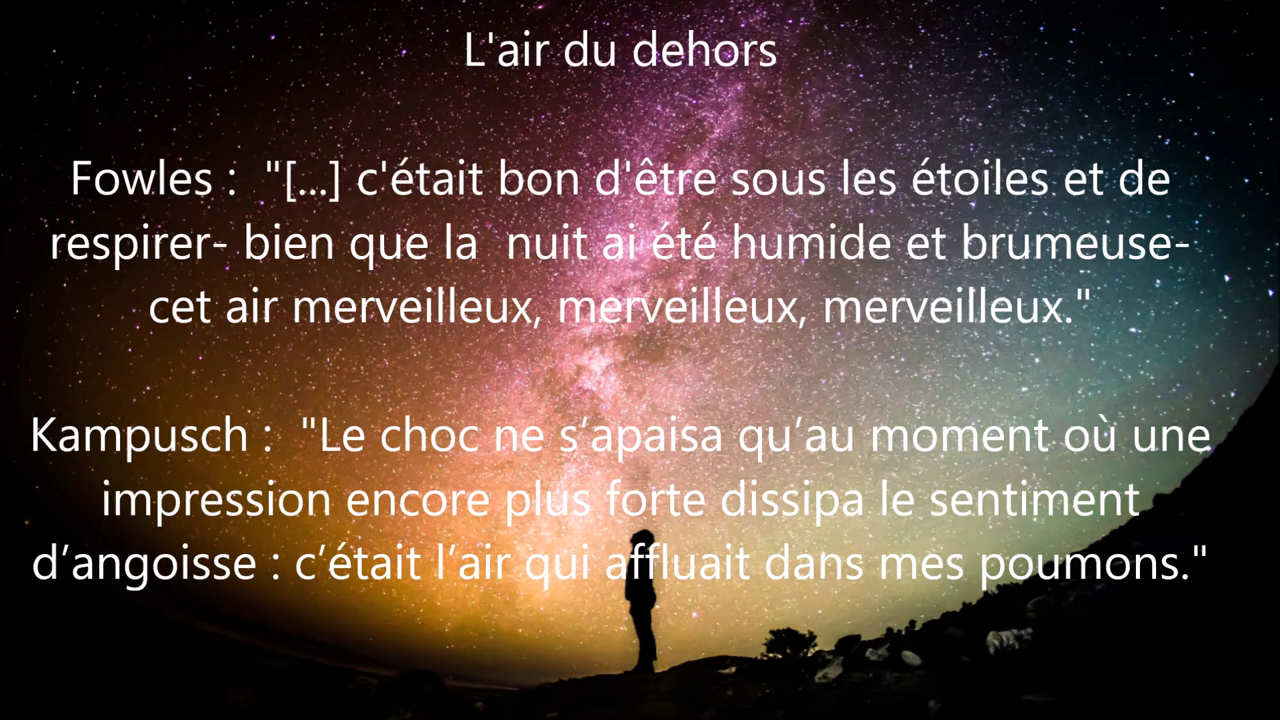 L'air du dehors
Fowles :  "[...] c'était bon d'être sous les étoiles et de
respirer- bien que la  nuit ai été humide et brumeuse-
cet air merveilleux, merveilleux, merveilleux."
Kampusch :  "Le choc ne s’apaisa qu’au moment où une
impression encore plus forte dissipa le sentiment
d’angoisse : c’était l’air qui affluait dans mes poumons."